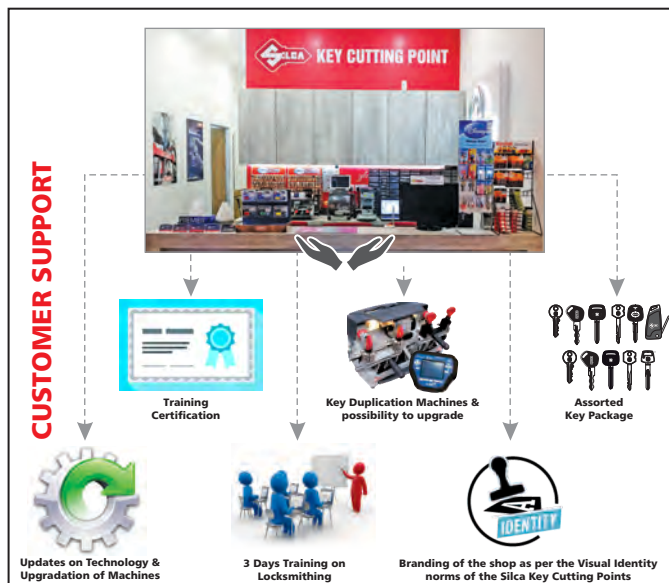 SILCA KEY CUTTING POINT
CUSTOMER SUPPORT
Training
Certification
Key Duplication Machines &
possibility to upgrade
Assorted
Key Package
IDENTITY
Updates on Technology &
Upgradation of Machines
3 Days Training on
Locksmithing
Branding of the shop as per the Visual Identity
norms of the Silca Key Cutting Points